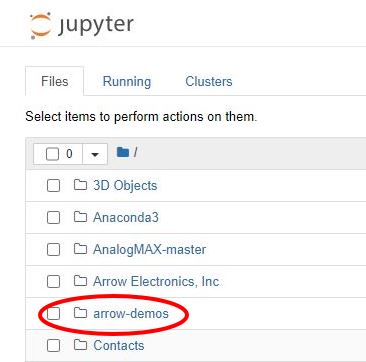 jupyter
Files Running Clusters
Select items to perform actions on them.
0 /
3D Objects
Anaconda3
AnalogMAX-master
Arrow Electronics, Inc
arrow-demos
Contacts